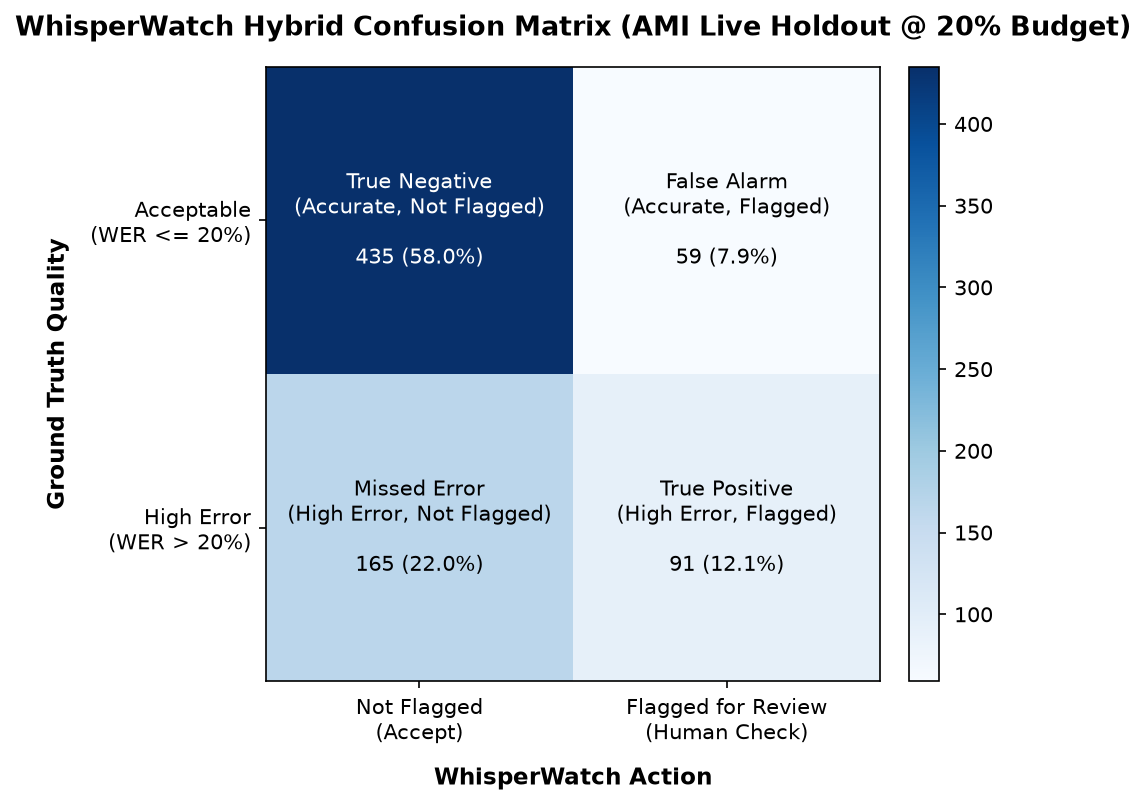 WhisperWatch Hybrid Confusion Matrix (AMI Live Holdout @ 20% Budget)
Ground Truth Quality
Acceptable
(WER <= 20%)
High Error
(WER > 20%)
True Negative
(Accurate, Not Flagged)
435 (58.0%)
False Alarm
(Accurate, Flagged)
59 (7.9%)
Missed Error
(High Error, Not Flagged)
165 (22.0%)
True Positive
(High Error, Flagged)
91 (12.1%)
Not Flagged
(Accept)
Flagged for Review
(Human Check)
WhisperWatch Action
400
350
300
250
200
150
100